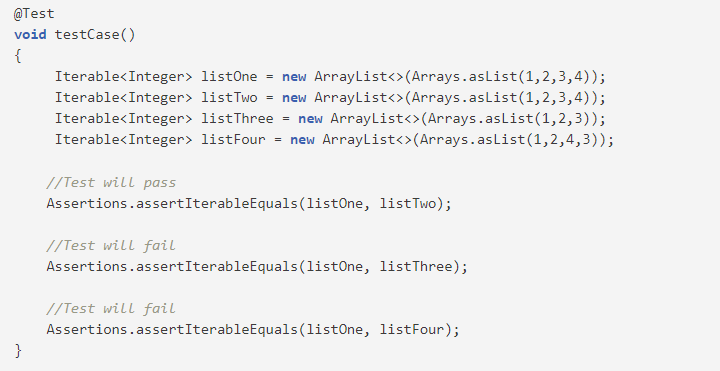 @Test
void testCase()
{
Iterable<Integer> listOne = new ArrayList<>(Arrays.asList(1,2,3,4));
Iterable<Integer> listTwo = new ArrayList<>(Arrays.asList(1,2,3,4));
Iterable<Integer> listThree = new ArrayList<>(Arrays.asList(1,2,3));
Iterable<Integer> listFour = new ArrayList<>(Arrays.asList(1,2,4,3));
//Test will pass
Assertions.assertIterableEquals(listOne, listTwo);
//Test will fail
Assertions.assertIterableEquals(listOne, listThree);
//Test will fail
Assertions.assertIterableEquals(listOne, listFour);
}